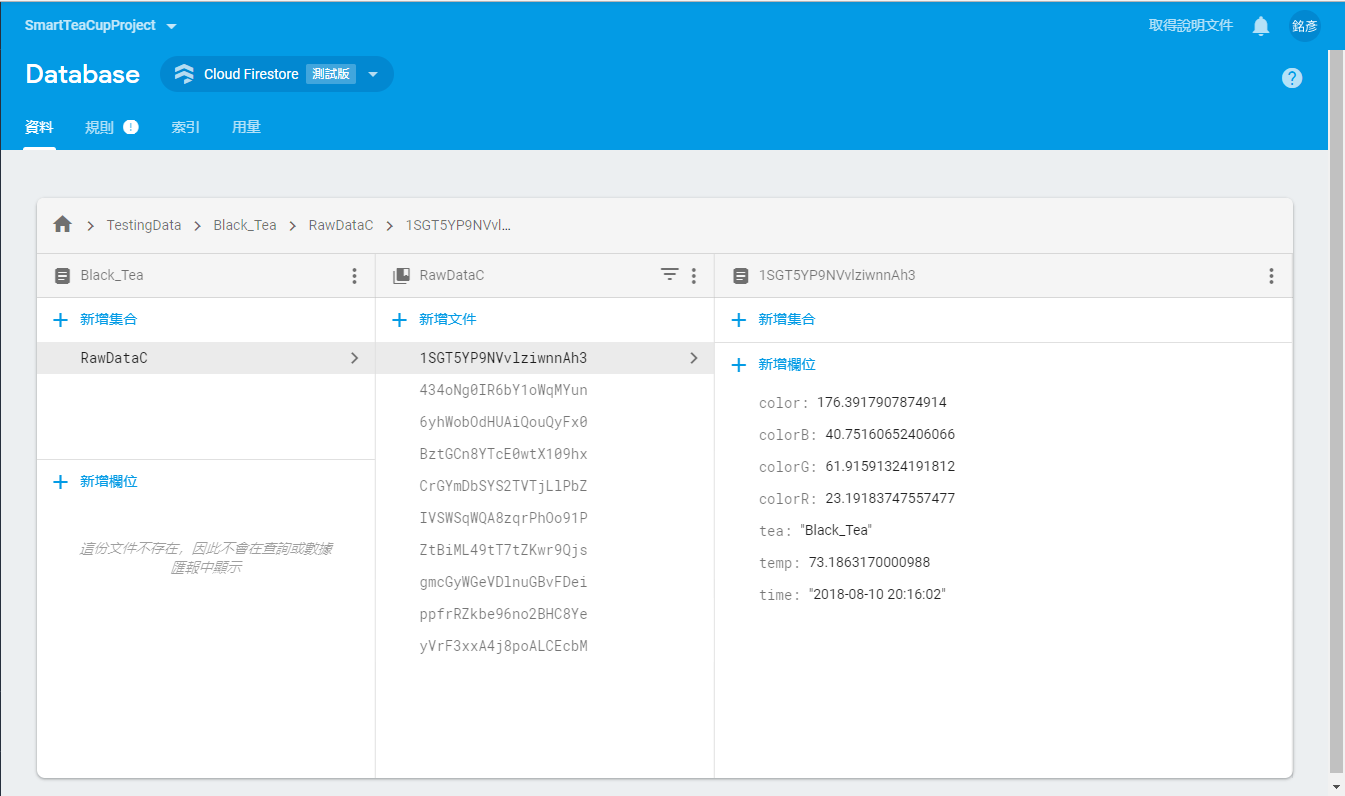 SmartTeaCupProject
取得說明文件
銘彥
Database
Cloud Firestore 測試版
資料 規則 索引 用量
TestingData Black_Tea RawDataC 1SGT5YP9NVvl...
Black_Tea
新增集合
RawDataC
新增欄位
這份文件不存在，因此不會在查詢或數據
匯報中顯示
RawDataC
新增文件
1SGT5YP9NVvlziwnnAh3
434oNg0IR6bY1oWqMYun
6yhWobOdHUAiQouQyFx0
BztGCn8YTcE0wtX109hx
CrGYmDbSYS2TVTjLlPbZ
IVSWSqWQA8zqrPhOo91P
ZtBiML49tT7tZKwr9Qjs
gmcGyWGeVDlnuGBvFDei
ppfrRZkbe96no2BHC8Ye
yVrF3xxA4j8poALCEcbM
1SGT5YP9NVvlziwnnAh3
新增集合
新增欄位
color: 176.3917907874914
colorB: 40.75160652406066
colorG: 61.91591324191812
colorR: 23.19183747557477
tea: "Black_Tea"
temp: 73.1863170000988
time: "2018-08-10 20:16:02"